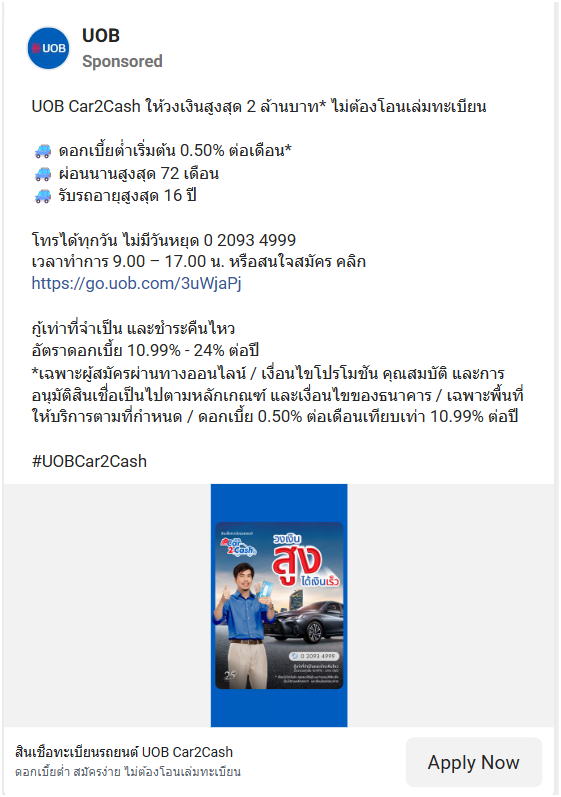 UOB
UOB
Sponsored
UOB Car2Cash ให้วงเงินสูงสุด 2 ล้านบาท* ไม่ต้องโอนเล่มทะเบียน
ดอกเบี้ยต่ำเริ่มต้น 0.50% ต่อเดือน*
ผ่อนนานสูงสุด 72 เดือน
รับรถอายุสูงสุด 16 ปี
โทรได้ทุกวัน ไม่มีวันหยุด 0 2093 4999
เวลาทำการ 9.00 – 17.00 น. หรือสนใจสมัคร คลิก
https://go.uob.com/3uWjaPj
กู้เท่าที่จำเป็น และชำระคืนไหว
อัตราดอกเบี้ย 10.99% - 24% ต่อปี
*เฉพาะผู้สมัครผ่านทางออนไลน์ / เงื่อนไขโปรโมชัน คุณสมบัติ และการ
อนุมัติสินเชื่อเป็นไปตามหลักเกณฑ์ และเงื่อนไขของธนาคาร / เฉพาะพื้นที่
ให้บริการตามที่กำหนด / ดอกเบี้ย 0.50% ต่อเดือนเทียบเท่า 10.99% ต่อปี
#UOBCar2Cash
Car
2Cash
วงเงิน
สูง
ได้เงินเร็ว
0 2093 4999
สินเชื่อทะเบียนรถยนต์ UOB Car2Cash
ดอกเบี้ยต่ำ สมัครง่าย ไม่ต้องโอนเล่มทะเบียน
Apply Now